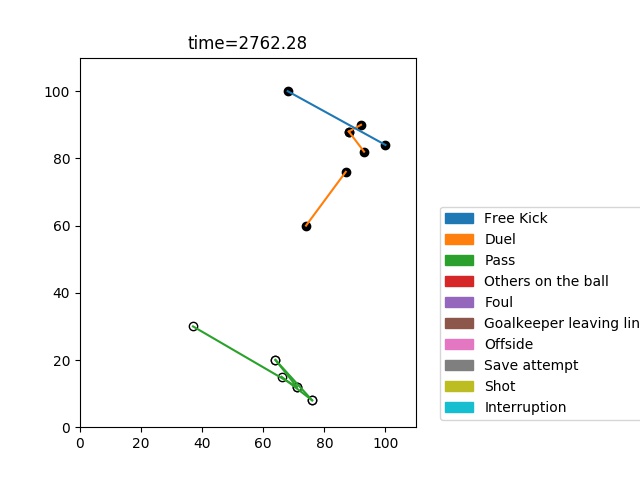 time=2762.28
100
80
60
40
20
0
0 20 40 60 80 100
Free Kick
Duel
Pass
Others on the ball
Foul
Goalkeeper leaving lin
Offside
Save attempt
Shot
Interruption